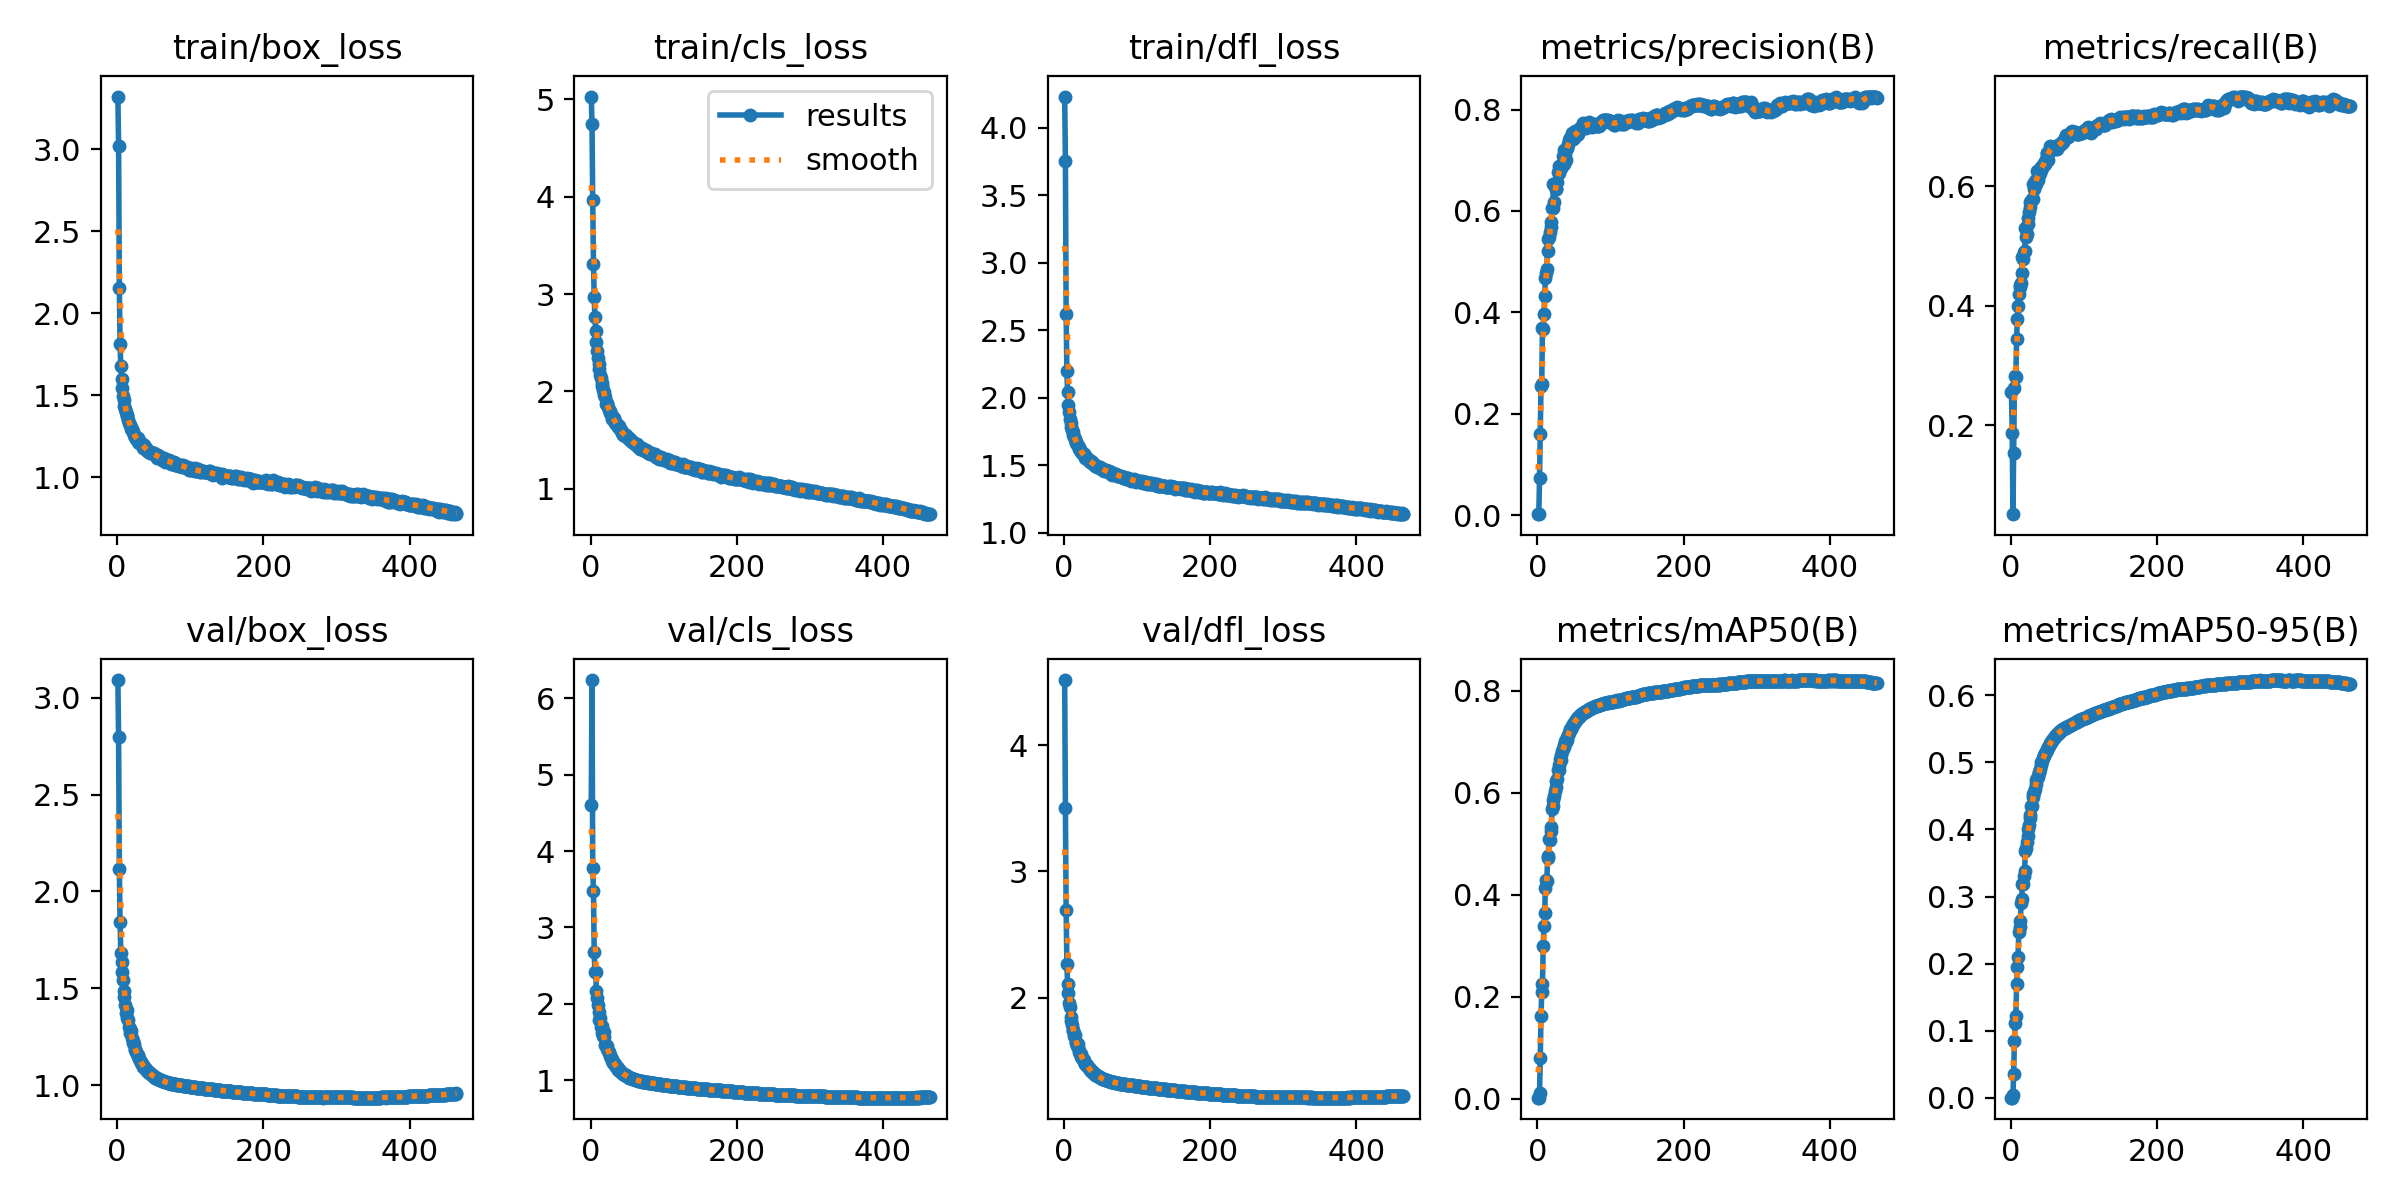 train/box_loss
3.0
2.5
2.0
1.5
1.0
0 200 400
train/cls_loss
results
smooth
5
4
3
2
1
0 200 400
train/dfl_loss
4.0
3.5
3.0
2.5
2.0
1.5
1.0
0 200 400
metrics/precision(B)
0.8
0.6
0.4
0.2
0.0
0 200 400
metrics/recall(B)
0.6
0.4
0.2
0 200 400
val/box_loss
3.0
2.5
2.0
1.5
1.0
0 200 400
val/cls_loss
6
5
4
3
2
1
0 200 400
val/dfl_loss
4
3
2
0 200 400
metrics/mAP50(B)
0.8
0.6
0.4
0.2
0.0
0 200 400
metrics/mAP50-95(B)
0.6
0.5
0.4
0.3
0.2
0.1
0.0
0 200 400